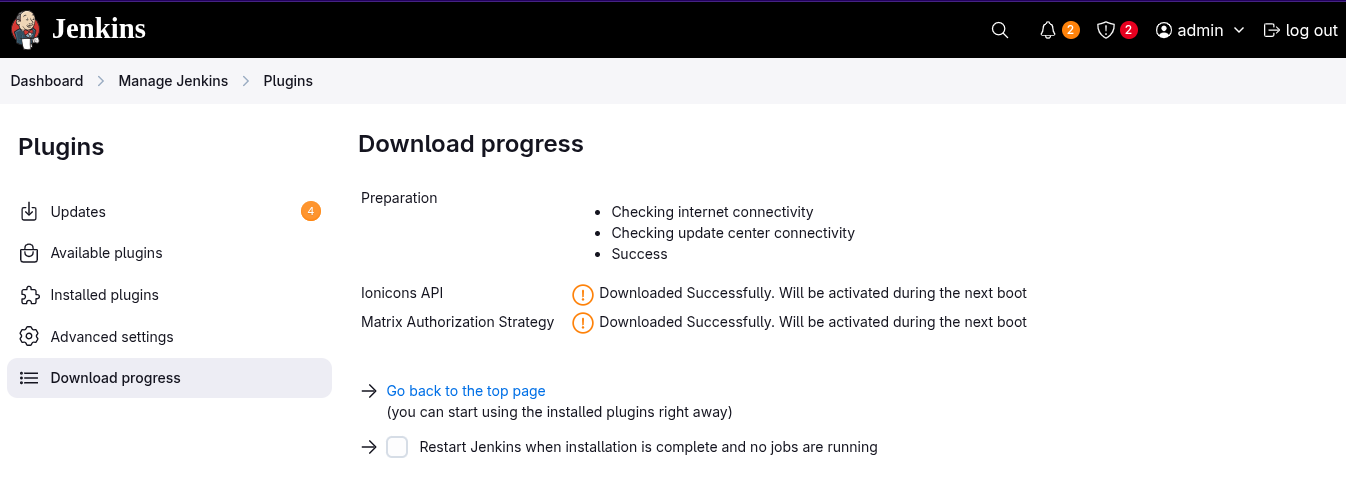 Jenkins
2
2
admin
log out
Dashboard
Manage Jenkins
Plugins
Plugins
Updates
4
Available plugins
Installed plugins
Advanced settings
Download progress
Download progress
Preparation
Checking internet connectivity
Checking update center connectivity
Success
Ionicons API
Downloaded Successfully. Will be activated during the next boot
Matrix Authorization Strategy
Downloaded Successfully. Will be activated during the next boot
Go back to the top page
(you can start using the installed plugins right away)
Restart Jenkins when installation is complete and no jobs are running